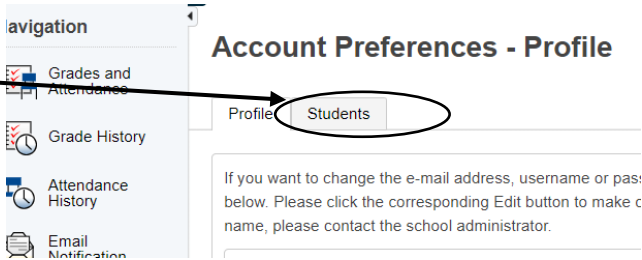 avigation
Grades and
Attendance
Grade History
Attendance
History
Email
Notification
Account Preferences - Profile
Profile
Students
If you want to change the e-mail address, username or pas
below. Please click the corresponding Edit button to make c
name, please contact the school administrator.